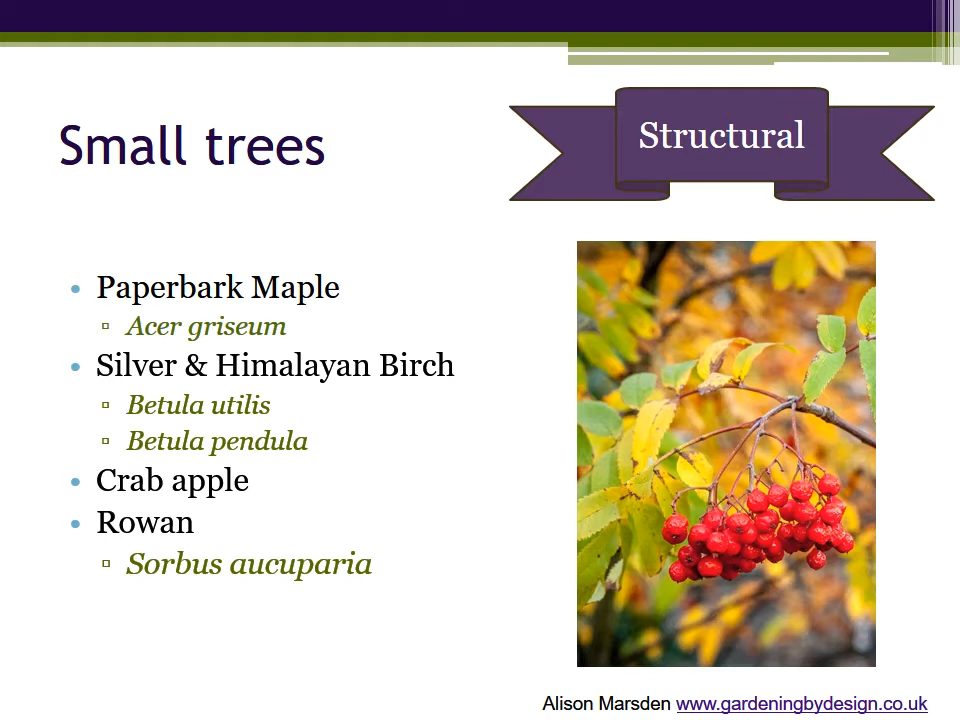 Small trees
Structural
• Paperbark Maple
▫ Acer griseum
• Silver & Himalayan Birch
▫ Betula utilis
▫ Betula pendula
• Crab apple
• Rowan
▫ Sorbus aucuparia
Alison Marsden www.gardeningbydesign.co.uk